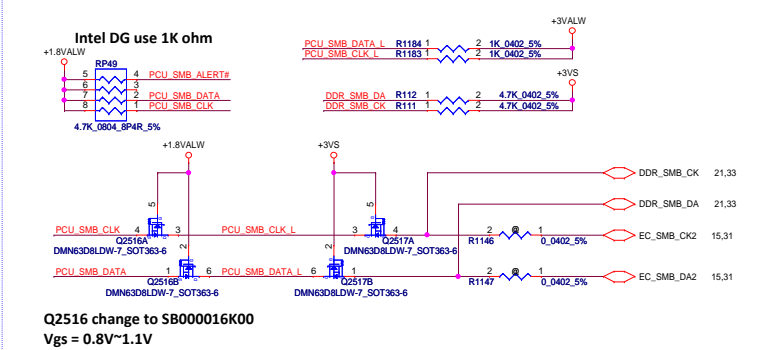 Intel DG use 1K ohm
+1.8VALW
RP49
5 4 PCU_SMB_ALERT#
6 3
7 2 PCU_SMB_DATA
8 1 PCU_SMB_CLK
4.7K_0804_8P4R_5%
+3VALW
PCU_SMB_DATA_L R1184 1 2 1K_0402_5%
PCU_SMB_CLK_L R1183 1 2 1K_0402_5%
+3VS
DDR_SMB_DA R112 1 2 4.7K_0402_5%
DDR_SMB_CK R111 1 2 4.7K_0402_5%
+1.8VALW
+3VS
DDR_SMB_CK 21,33
DDR_SMB_DA 21,33
5
5
PCU_SMB_CLK 4 3 PCU_SMB_CLK_L 3 4 2 @ 1 EC_SMB_CK2 15,31
Q2516A
Q2517A
R1146 0_0402_5%
DMN63D8LDW-7_SOT363-6
DMN63D8LDW-7_SOT363-6
2
2
PCU_SMB_DATA 1 6 PCU_SMB_DATA_L 6 1 2 @ 1 EC_SMB_DA2 15,31
Q2516B
Q2517B
R1147 0_0402_5%
DMN63D8LDW-7_SOT363-6
DMN63D8LDW-7_SOT363-6
Q2516 change to SB000016K00
Vgs = 0.8V~1.1V